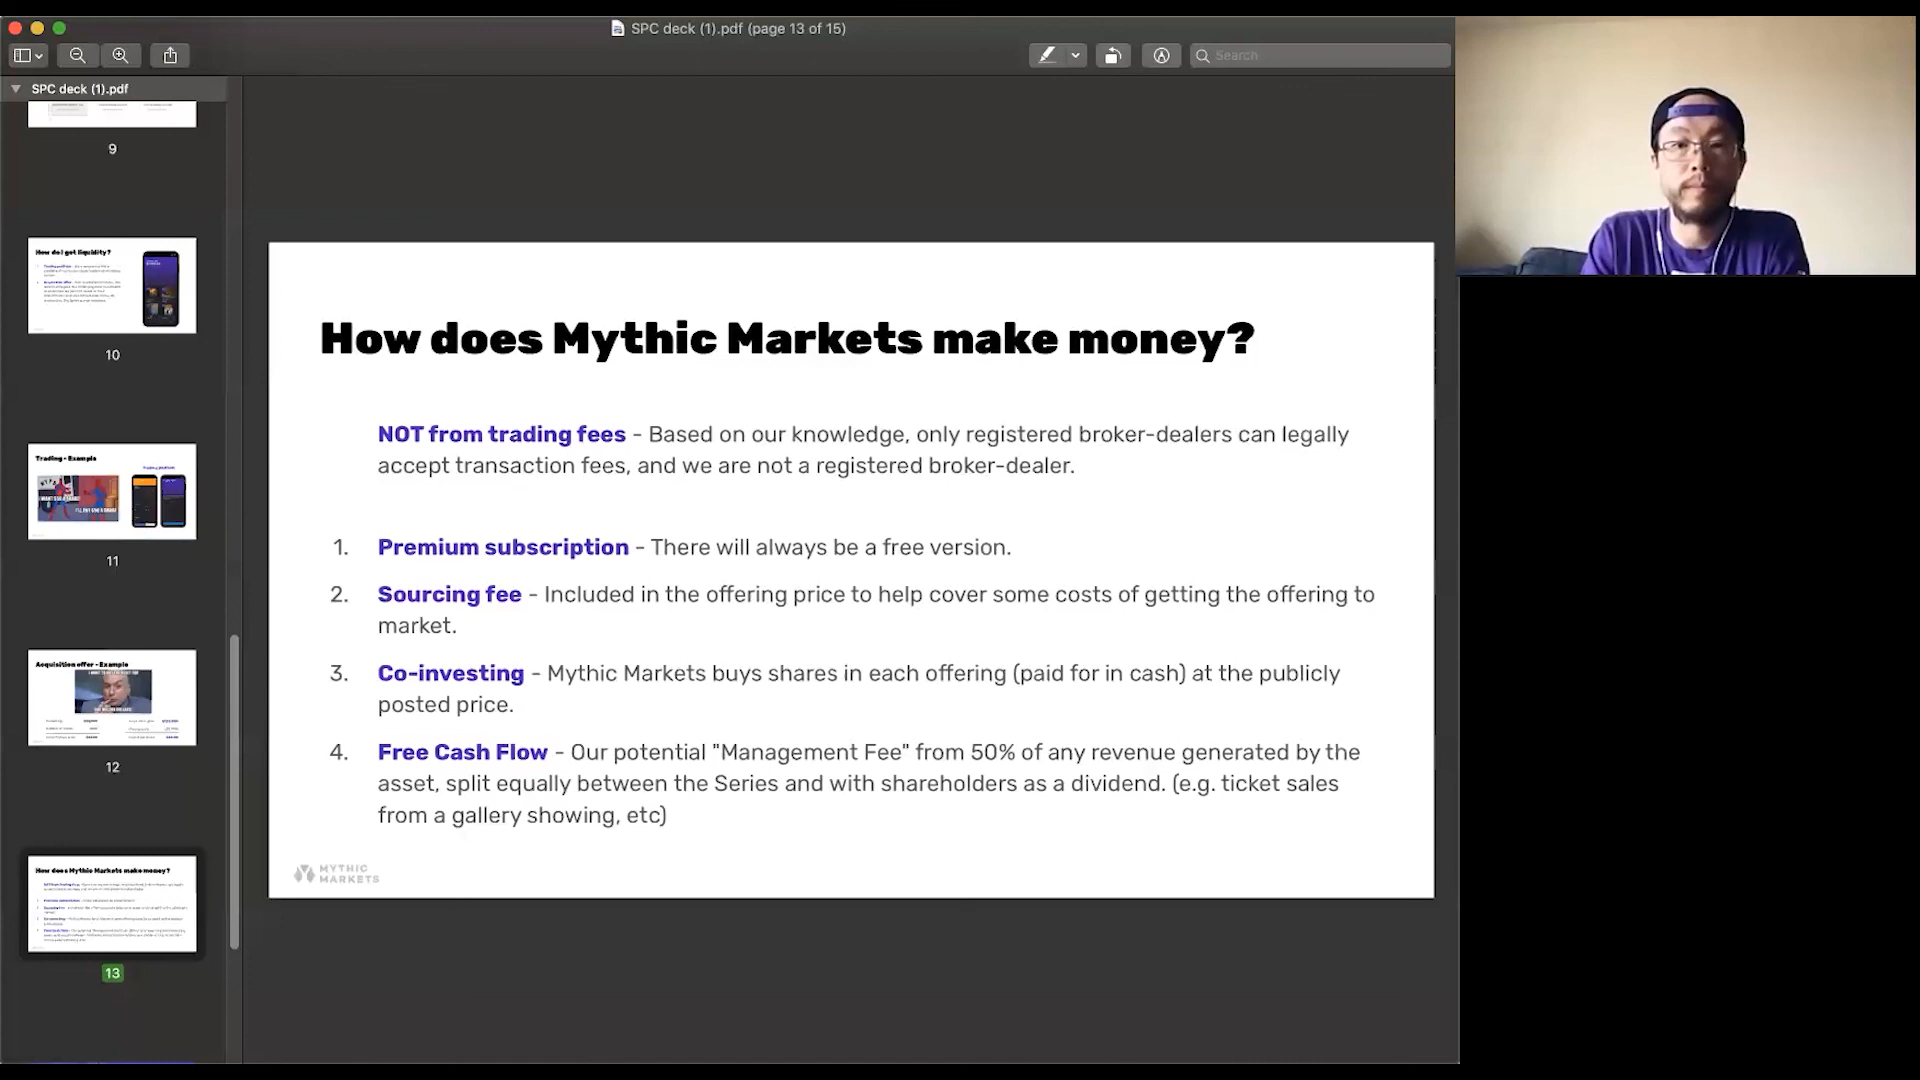 SPC deck (1).pdf (page 13 of 15)
Search
SPC deck (1).pdf
9
How do I get liquidity?
10
Trading - Example
11
Acquisition offer - Example
12
How does Mythic Markets make money?
13
How does Mythic Markets make money?
NOT from trading fees - Based on our knowledge, only registered broker-dealers can legally
accept transaction fees, and we are not a registered broker-dealer.
1. Premium subscription - There will always be a free version.
2. Sourcing fee - Included in the offering price to help cover some costs of getting the offering to
market.
3. Co-investing - Mythic Markets buys shares in each offering (paid for in cash) at the publicly
posted price.
4. Free Cash Flow - Our potential "Management Fee" from 50% of any revenue generated by the
asset, split equally between the Series and with shareholders as a dividend. (e.g. ticket sales
from a gallery showing, etc)
MYTHIC
MARKETS